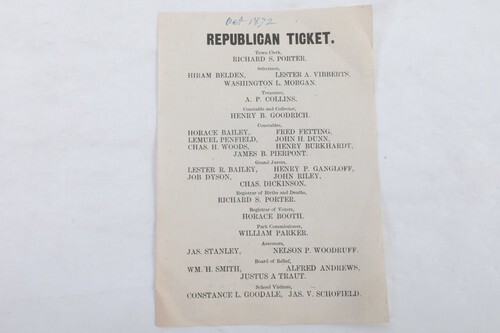 Oct 1872
REPUBLICAN TICKET.
Town Clerk,
RICHARD S. PORTER.
Selectmen,
HIRAM BELDEN, LESTER A. VIBBERTS.
WASHINGTON L. MORGAN.
Treasurer,
A. P. COLLINS.
Constable and Collector,
HENRY B. GOODRICH.
Constables,
HORACE BAILEY, FRED FETTING,
LEMUEL PENFIELD, JOHN H. DUNN,
CHAS. H. WOODS, HENRY BURKHARDT,
JAMES B. PIERPONT.
Grand Jurors,
LESTER R. BAILEY, HENRY P. GANGLOFF,
JOB DYSON, JOHN RILEY,
CHAS. DICKINSON.
Registrar of Births and Deaths,
RICHARD S. PORTER.
Registrar of Voters,
HORACE BOOTH.
Park Commissioner,
WILLIAM PARKER.
Assessors,
JAS. STANLEY, NELSON P. WOODRUFF.
Board of Relief,
WM. H. SMITH, ALFRED ANDREWS,
JUSTUS A TRAUT.
School Visitors,
CONSTANCE L. GOODALE, JAS. V. SCHOFIELD.